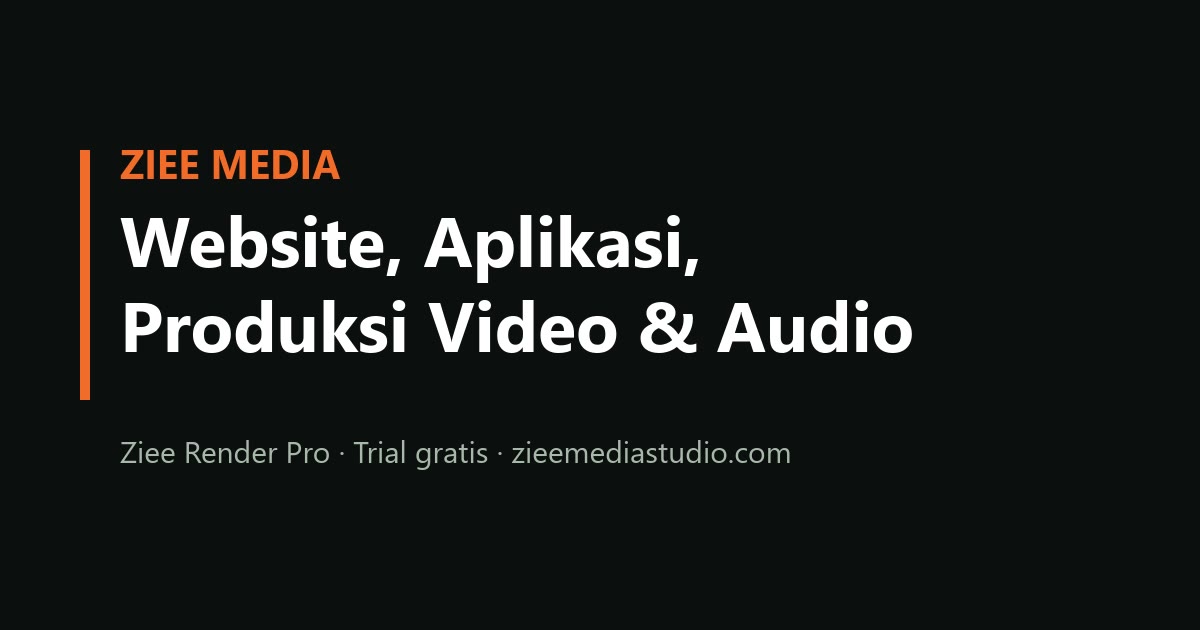 ZIEE MEDIA
Website, Aplikasi,
Produksi Video & Audio
Ziee Render Pro · Trial gratis · zieemediastudio.com